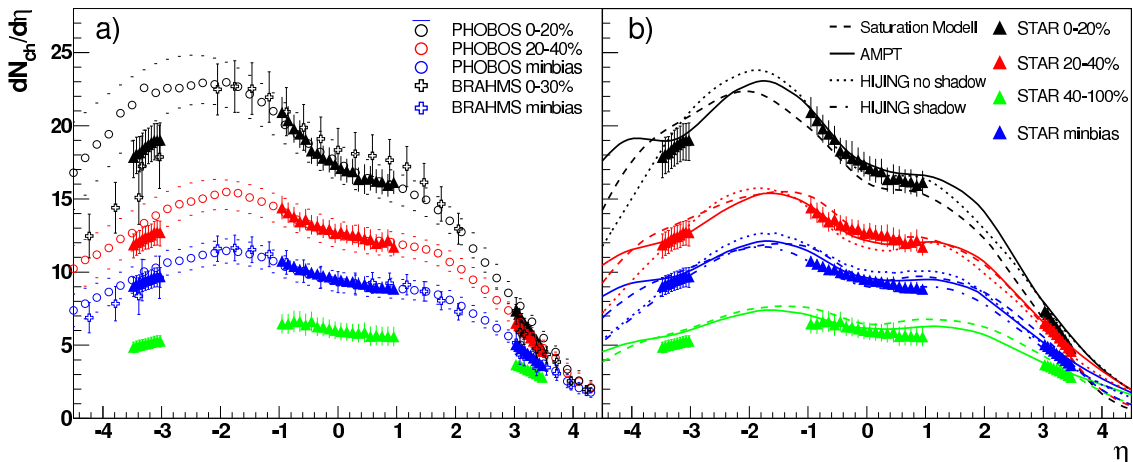 dNch/dη
a)
PHOBOS 0-20%
PHOBOS 20-40%
PHOBOS minbias
BRAHMS 0-30%
BRAHMS minbias
b)
Saturation Modell
AMPT
HIJING no shadow
HIJING shadow
STAR 0-20%
STAR 20-40%
STAR 40-100%
STAR minbias
25
20
15
10
5
0
-4 -3 -2 -1 0 1 2 3 4
-4 -3 -2 -1 0 1 2 3 4
η